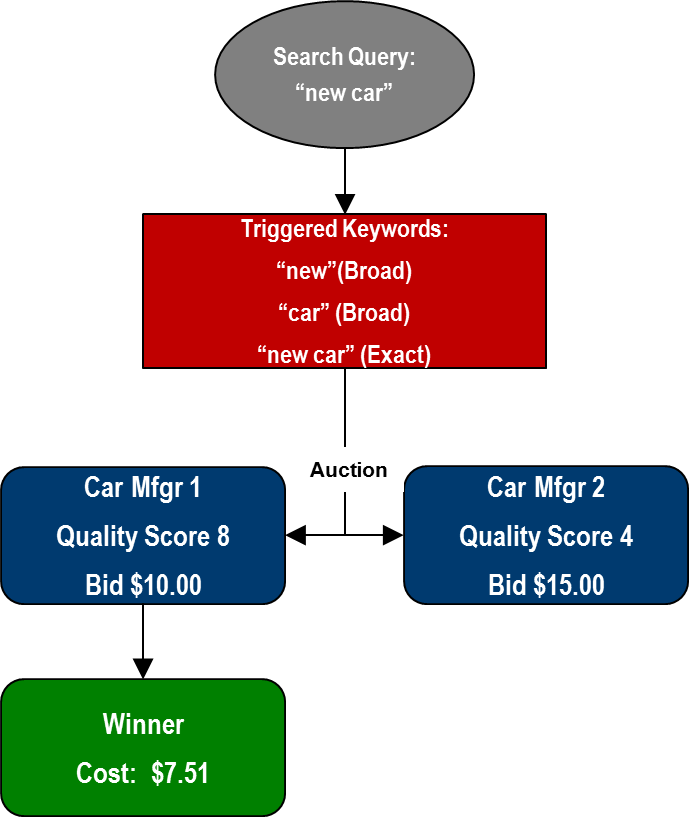 Search Query:
“new car”
Triggered Keywords:
“new”(Broad)
“car” (Broad)
“new car” (Exact)
Auction
Car Mfgr 1
Quality Score 8
Bid $10.00
Car Mfgr 2
Quality Score 4
Bid $15.00
Winner
Cost:  $7.51